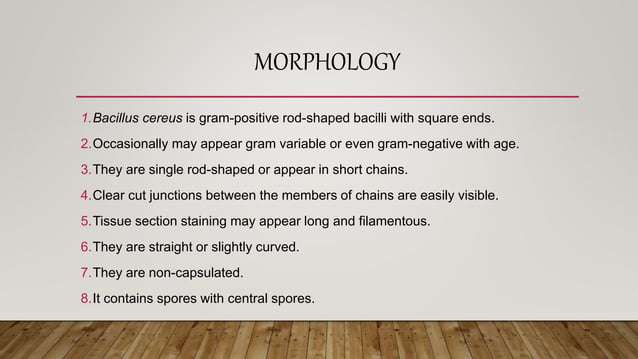 MORPHOLOGY
1. Bacillus cereus is gram-positive rod-shaped bacilli with square ends.
2. Occasionally may appear gram variable or even gram-negative with age.
3. They are single rod-shaped or appear in short chains.
4. Clear cut junctions between the members of chains are easily visible.
5. Tissue section staining may appear long and filamentous.
6. They are straight or slightly curved.
7. They are non-capsulated.
8. It contains spores with central spores.